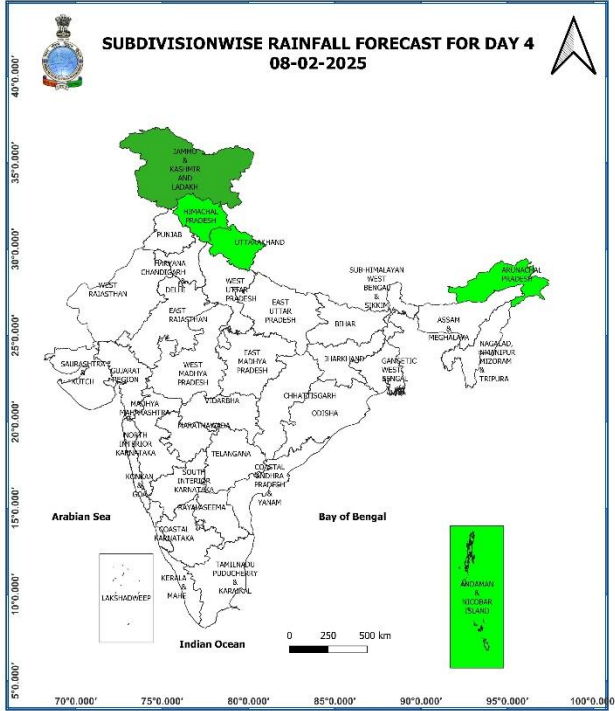 SUBDIVISIONWISE RAINFALL FORECAST FOR DAY 4
08-02-2025
40°0.000'
35°0.000'
30°0.000'
25°0.000'
20°0.000'
15°0.000'
10°0.000'
5°0.000'
JAMMU
&
KASHMIR
AND
LADAKH
HIMACHAL
PRADESH
PUNJAB
UTTARAKHAND
HARYANA
CHANDIGARH
&
DELHI
WEST
RAJASTHAN
WEST
UTTAR
PRADESH
SUB-HIMALAYAN
WEST
BENGAL
&
SIKKIM
ARUNACHAL
PRADESH
EAST
RAJASTHAN
EAST
UTTAR
PRADESH
BIHAR
ASSAM
&
MEGHALAYA
NAGALAD,
MANIPUR
MIZORAM
&
TRIPURA
SAURASHTRA
&
KUTCH
GUJARAT
REGION
WEST
MADHYA
PRADESH
EAST
MADHYA
PRADESH
JHARKHAND
GANGETIC
WEST
BENGAL
MADHYA
MAHARASHTRA
VIDARBHA
CHHATTISGARH
ODISHA
MARATHAWADA
NORTH
INTERIOR
KARNATAKA
TELANGANA
KONKAN
&
GOA
SOUTH
INTERIOR
KARNATAKA
COASTAL
ANDHRA
PRADESH
&
YANAM
RAYALASEEMA
Arabian Sea
Bay of Bengal
COASTAL
KARNATAKA
LAKSHADWEEP
KERALA
&
MAHE
TAMILNADU
PUDUCHERRY
&
KARAIKAL
ANDAMAN
&
NICOBAR
ISLAND
Indian Ocean
0 250 500 km
70°0.000' 75°0.000' 80°0.000' 85°0.000' 90°0.000' 95°0.000' 100°0.000'